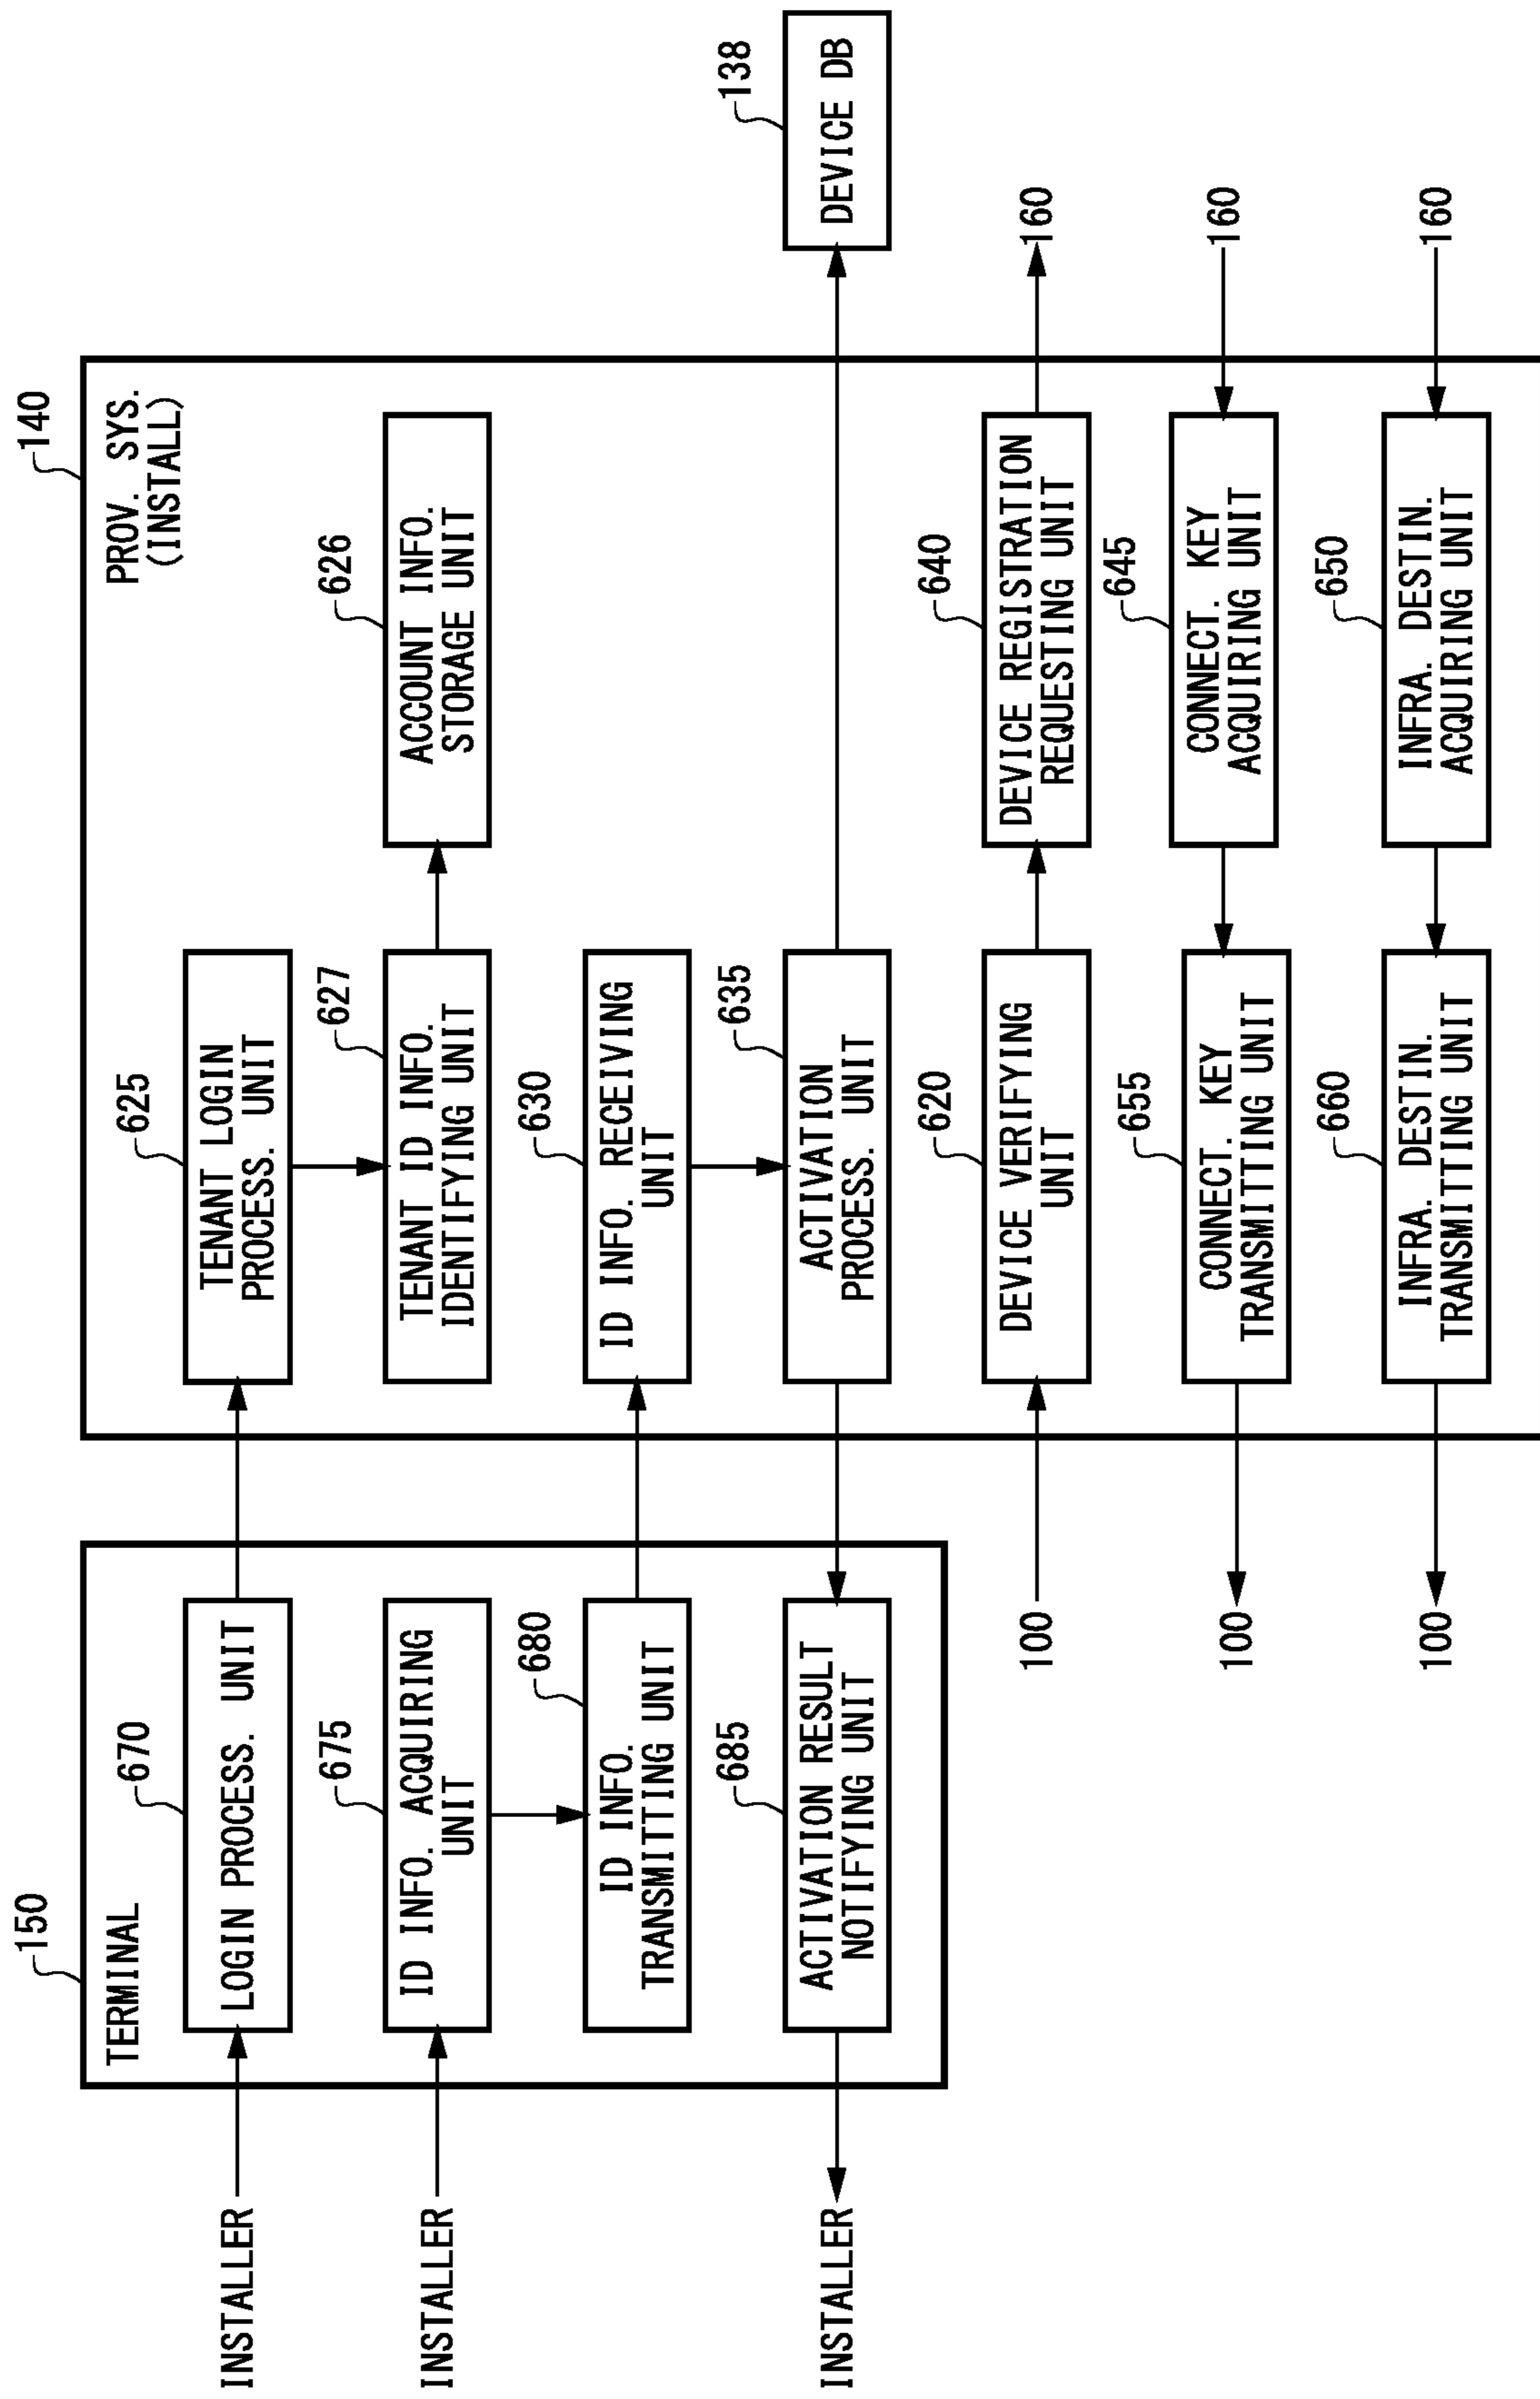 150
TERMINAL
INSTALLER
670
LOGIN PROCESS. UNIT
INSTALLER
675
ID INFO. ACQUIRING
UNIT
680
ID INFO.
TRANSMITTING UNIT
INSTALLER
685
ACTIVATION RESULT
NOTIFYING UNIT
140
PROV. SYS.
(INSTALL)
625
TENANT LOGIN
PROCESS. UNIT
627
TENANT ID INFO.
IDENTIFYING UNIT
626
ACCOUNT INFO.
STORAGE UNIT
630
ID INFO. RECEIVING
UNIT
635
ACTIVATION
PROCESS. UNIT
138
DEVICE DB
100
620
DEVICE VERIFYING
UNIT
640
DEVICE REGISTRATION
REQUESTING UNIT
160
100
655
CONNECT. KEY
TRANSMITTING UNIT
645
CONNECT. KEY
ACQUIRING UNIT
160
100
660
INFRA. DESTIN.
TRANSMITTING UNIT
650
INFRA. DESTIN.
ACQUIRING UNIT
160